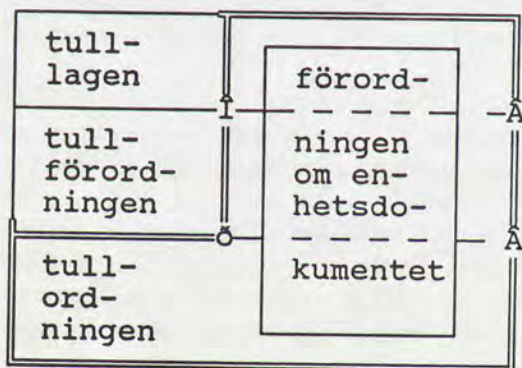 tull-
lagen
tull-
förord-
ningen
tull-
ord-
ningen
förord-
ningen
om en-
hetsdo-
kumentet
Â
Â